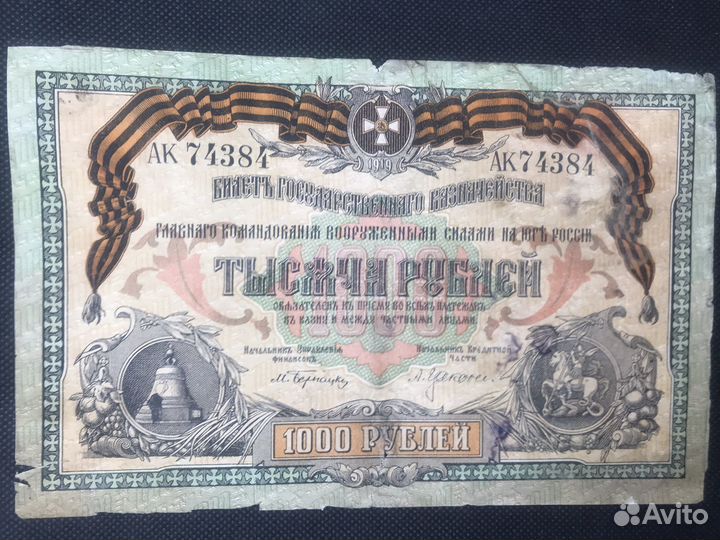 АК 74384
1919
АК 74384
БИЛЕТЪ ГОСУДАРСТВЕННАГО КАЗНАЧЕЙСТВА
ГЛАВНАГО КОМАНДОВАНІЯ ВООРУЖЕННЫМИ СИЛАМИ НА ЮГѢ РОССІИ
1000
ТЫСЯЧА РУБЛЕЙ
ОБЯЗАТЕЛЕНЪ КЪ ПРІЕМУ ВО ВСѢХЪ ПЛАТЕЖАХЪ
ВЪ КАЗНУ И МЕЖДУ ЧАСТНЫМИ ЛИЦАМИ
Начальникъ Управленія
Финансовъ
Начальникъ Кредитной
Части
1000 РУБЛЕЙ
Avito